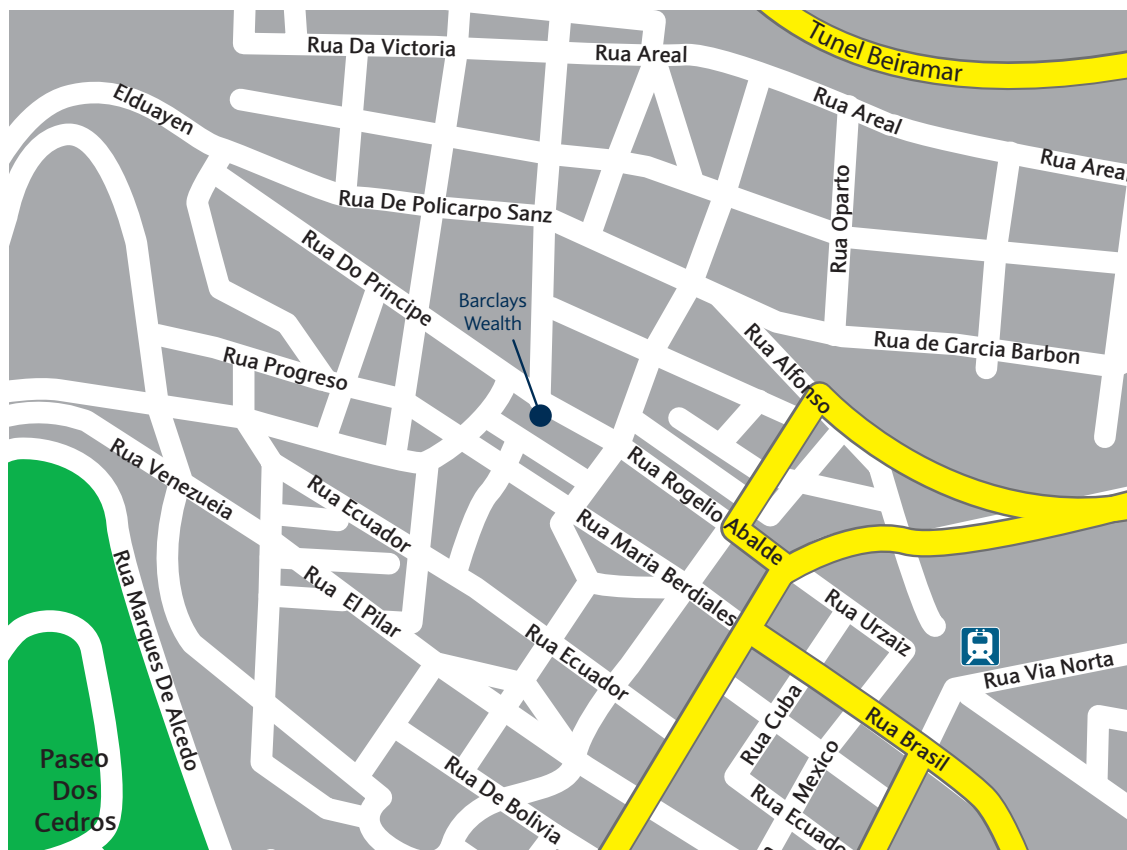 Tunel Beiramar
Rua Da Victoria
Rua Areal
Rua Areal
Rua Areal
Elduayen
Rua De Policarpo Sanz
Rua Oparto
Rua Do Principe
Barclays
Wealth
Rua de Garcia Barbon
Rua Alfonso
Rua Progreso
Rua Venezueia
Rua Ecuador
Rua Rogelio Abalde
Rua Maria Berdiales
Rua Marques De Alcedo
Rua El Pilar
Rua Ecuador
Rua Urzaiz
Rua Via Norta
Rua Cuba
Rua Brasil
Mexico
Paseo
Dos
Cedros
Rua De Bolivia
Rua Ecuado